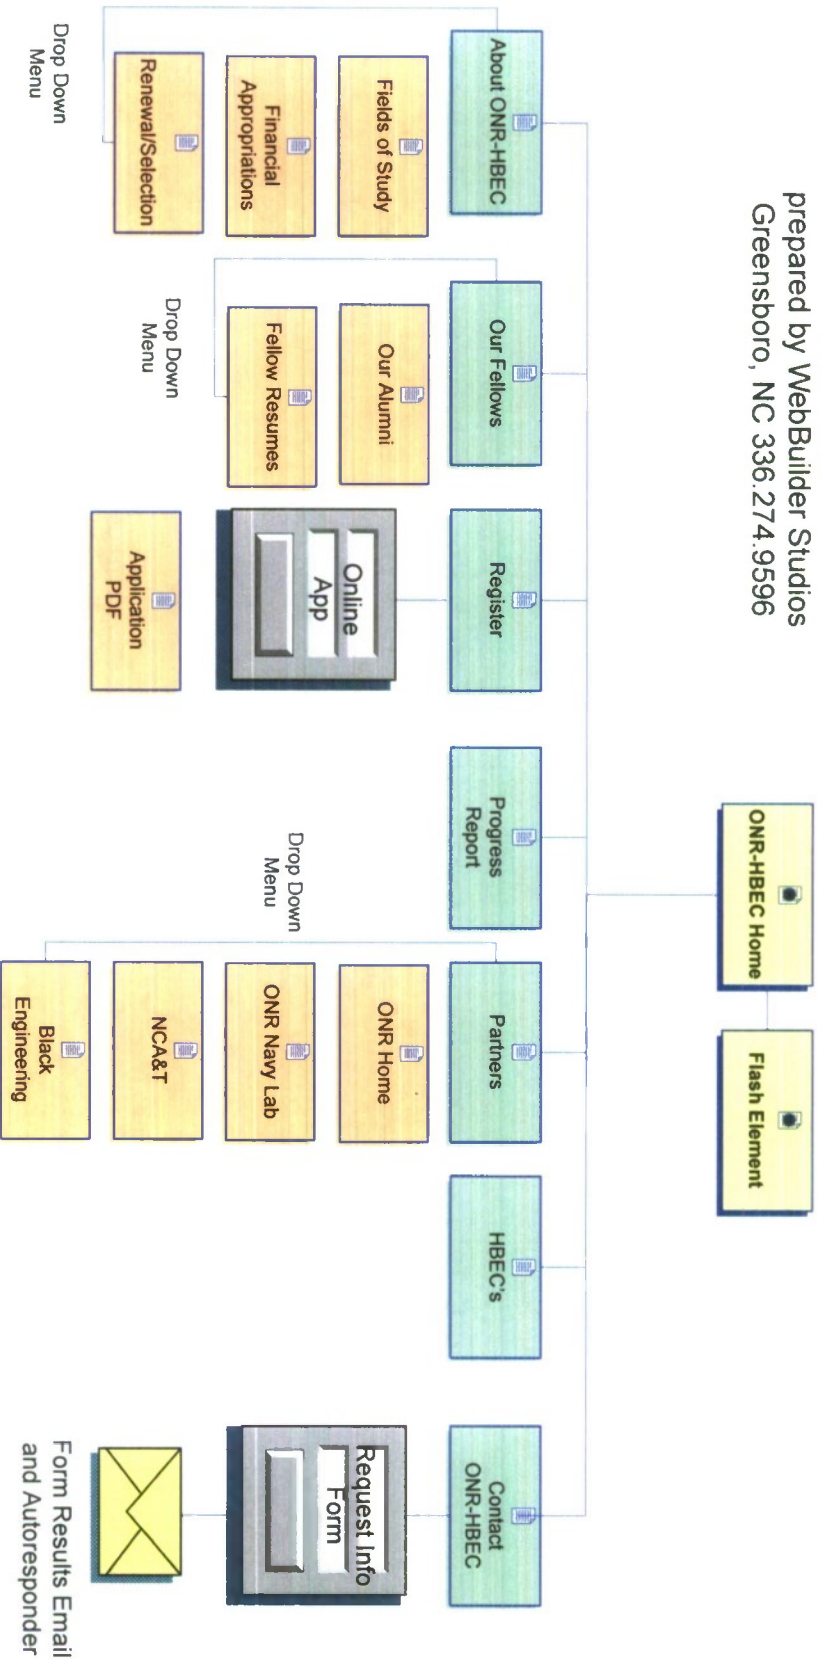 prepared by WebBuilder Studios
Greensboro, NC 336.274.9596
ONR-HBEC Home
Flash Element
About ONR-HBEC
Fields of Study
Financial
Appropriations
Renewal/Selection
Drop Down
Menu
Our Fellows
Our Alumni
Fellow Resumes
Drop Down
Menu
Register
Online
App
Application
PDF
Progress
Report
Partners
ONR Home
ONR Navy Lab
NCA&T
Black
Engineering
Drop Down
Menu
HBEC's
Contact
ONR-HBEC
Request Info
Form
Form Results Email
and Autoresponder